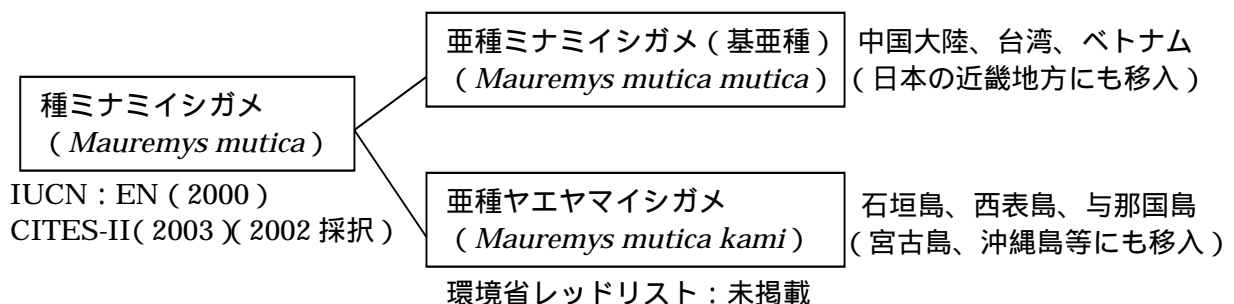 種ミナミイシガメ
( Mauremys mutica )
IUCN : EN ( 2000 )
CITES-II( 2003 )( 2002 採択 )
亜種ミナミイシガメ ( 基亜種 )
( Mauremys mutica mutica )
中国大陸、台湾、ベトナム
( 日本の近畿地方にも移入 )
亜種ヤエヤマイシガメ
( Mauremys mutica kami )
石垣島、西表島、与那国島
( 宮古島、沖縄島等にも移入 )
環境省レッドリスト : 未掲載